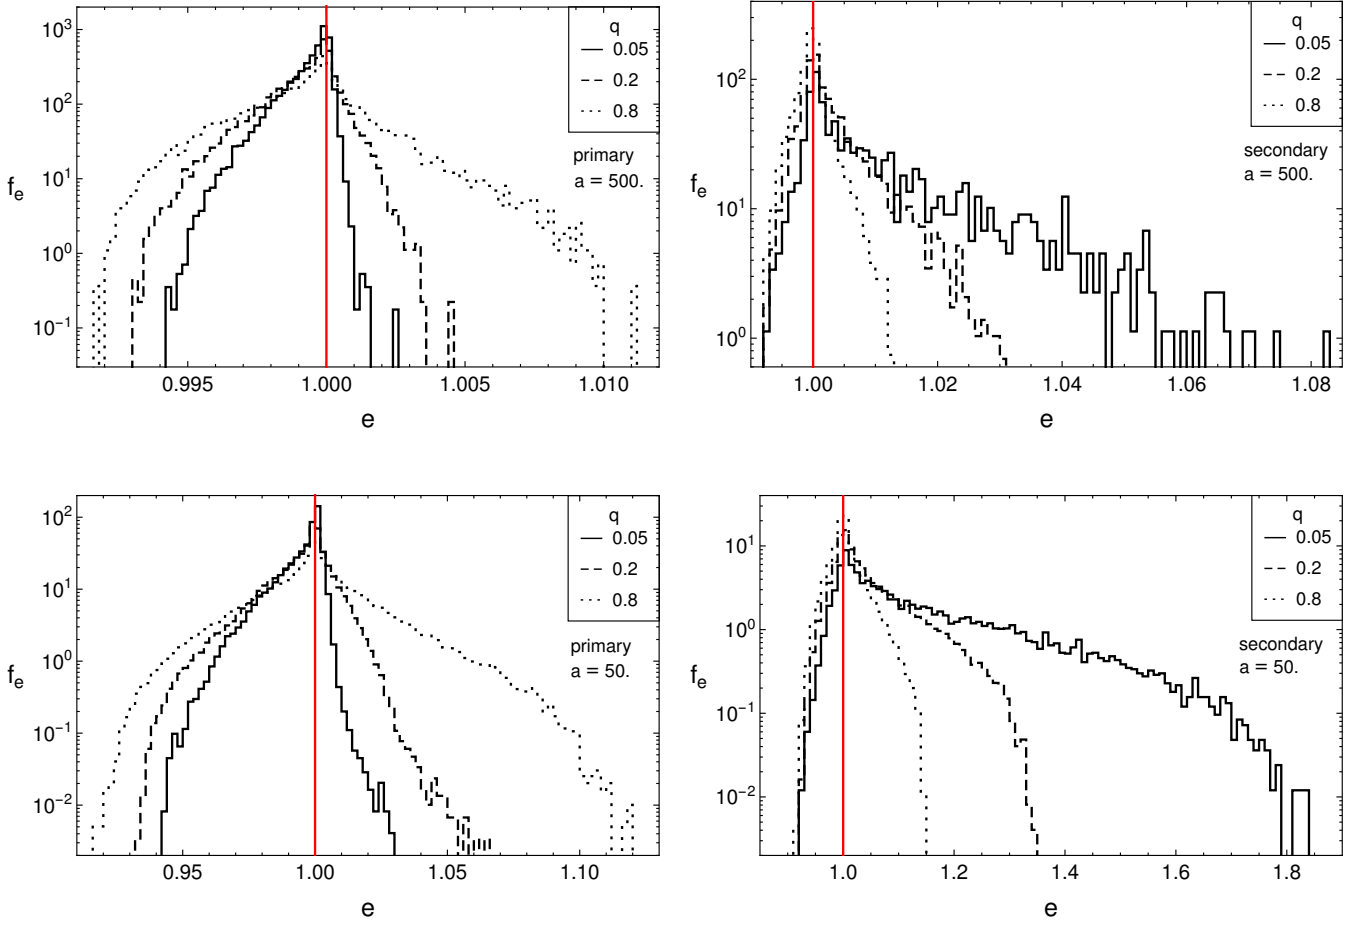 10³
10²
10¹
10⁰
10⁻¹
fₑ
q
0.05
0.2
0.8
primary
a = 500.
0.995
1.000
1.005
1.010
e
10²
10¹
10⁰
fₑ
q
0.05
0.2
0.8
secondary
a = 500.
1.00
1.02
1.04
1.06
1.08
e
10²
10¹
10⁰
10⁻¹
10⁻²
fₑ
q
0.05
0.2
0.8
primary
a = 50.
0.95
1.00
1.05
1.10
e
10¹
10⁰
10⁻¹
10⁻²
fₑ
q
0.05
0.2
0.8
secondary
a = 50.
1.0
1.2
1.4
1.6
1.8
e